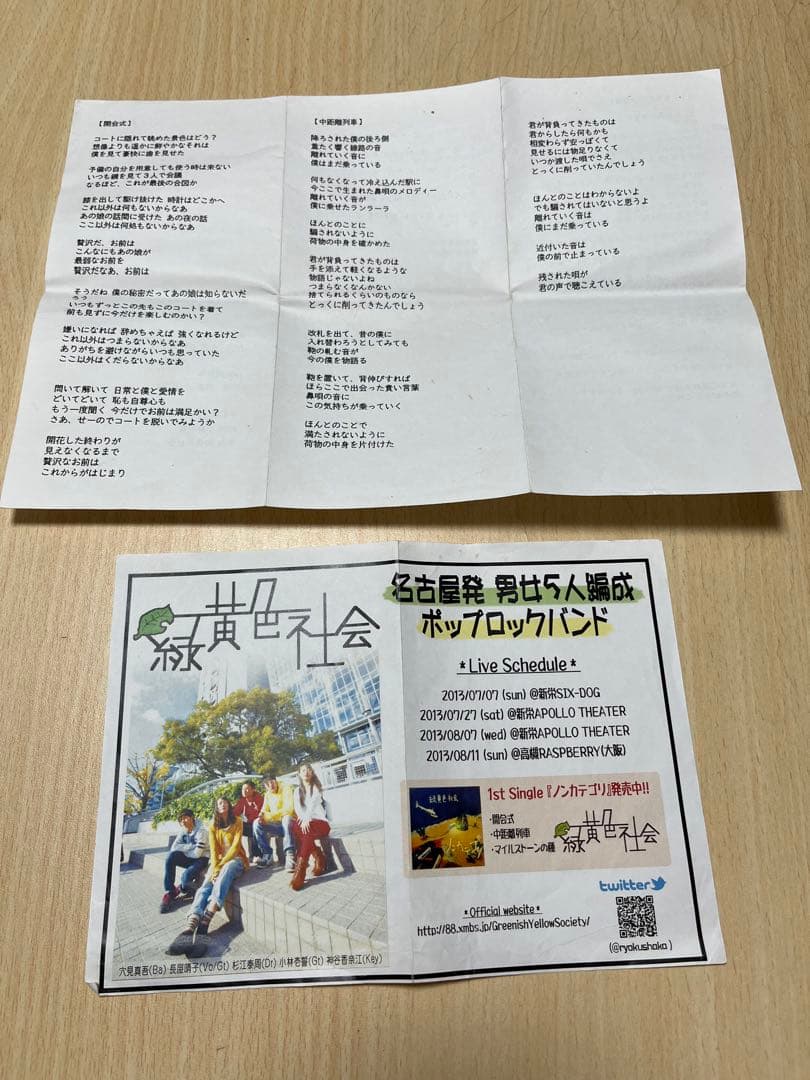 【開会式】
コートに隠れて眺めた景色はどう？
想像よりも遥かに鮮やかなそれは
僕を見て豪快に歯を見せた
予備の自分を用意しても使う時は来ない
いつも鏡を見て3人で会議
なるほど、これが最後の合図か
膝を出して駆け抜けた 時計はどこかへ
これ以外は何もないからなあ
あの娘の話間に受けた あの夜の話
ここ以外は何処もないからなあ
贅沢だ、お前は
こんなにもあの娘が
最弱なお前を
贅沢だなあ、お前は
そうだね 僕の秘密だってあの娘は知らないだ
ろう
いつもずっとこの先もこのコートを着て
前も見ずに今だけを楽しむのかい？
嫌いになれば 辞めちゃえば 強くなれるけど
これ以外はつまらないからなあ
ありがちを避けながらいつも思っていた
ここ以外はくだらないからなあ
問いて解いて 日常と僕と愛情を
どいてどいて 恥も自尊心も
もう一度聞く 今だけでお前は満足かい？
さあ、せーのでコートを脱いでみようか
開花した終わりが
見えなくなるまで
贅沢なお前は
これからがはじまり
【中距離列車】
降ろされた僕の後ろ側
重たく響く線路の音
離れていく音に
僕はまだ乗っている
何もなくなって冷え込んだ駅に
今ここで生まれた鼻唄のメロディー
離れていく音が
僕に乗せたランラーラ
ほんとのことに
騙されないように
荷物の中身を確かめた
君が背負ってきたものは
手を添えて軽くなるような
物語じゃないよね
つまらなくなんかない
捨てられるくらいのものなら
とっくに削ってきたんでしょう
改札を出て、昔の僕に
入れ替わろうとしてみても
鞄の軋む音が
今の僕を物語る
鞄を置いて、背伸びすれば
ほらここで出会った貴い言葉
鼻唄の音に
この気持ちが乗っていく
ほんとのことで
満たされないように
荷物の中身を片付けた
君が背負ってきたものは
君からしたら何もかも
相変わらず安っぽくて
見せるには物足りなくて
いつか渡した唄でさえ
とっくに削っていたんでしょう
ほんとのことはわからないよ
でも騙されてはいないと思うよ
離れていく音は
僕にまだ乗っている
近付いた音は
僕の前で止まっている
残された唄が
君の声で聴こえている
緑黄色社会
穴見真吾(Ba) 長屋晴子(Vo/Gt) 杉江泰周(Dr) 小林壱誓(Gt) 神谷香奈江(Key)
名古屋発 男女5人編成
ポップロックバンド
*Live Schedule*
2013/07/07 (sun) @新栄SIX-DOG
2013/07/27 (sat) @新栄APOLLO THEATER
2013/08/07 (wed) @新栄APOLLO THEATER
2013/08/11 (sun) @高槻RASPBERRY(大阪)
1st Single『ノンカテゴリ』発売中!!
・開会式
・中距離列車
・マイルストーンの種
緑黄色社会
緑黄色社会
twitter
*Official website*
http://88.xmbs.jp/GreenishYellowSociety/
(@ryokushaka)